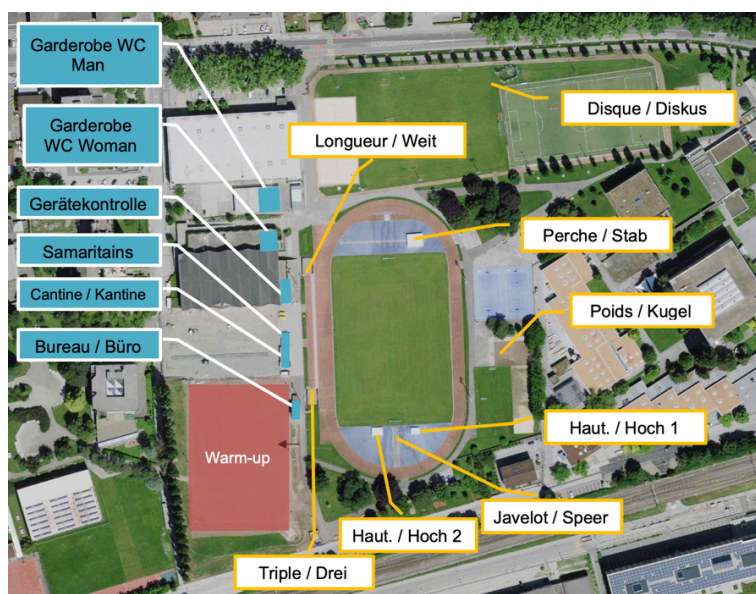 Garderobe WC
Man
Garderobe
WC Woman
Gerätekontrolle
Samaritains
Cantine / Kantine
Bureau / Büro
Longueur / Weit
Disque / Diskus
Perche / Stab
Poids / Kugel
Haut. / Hoch 1
Javelot / Speer
Haut. / Hoch 2
Triple / Drei
Warm-up